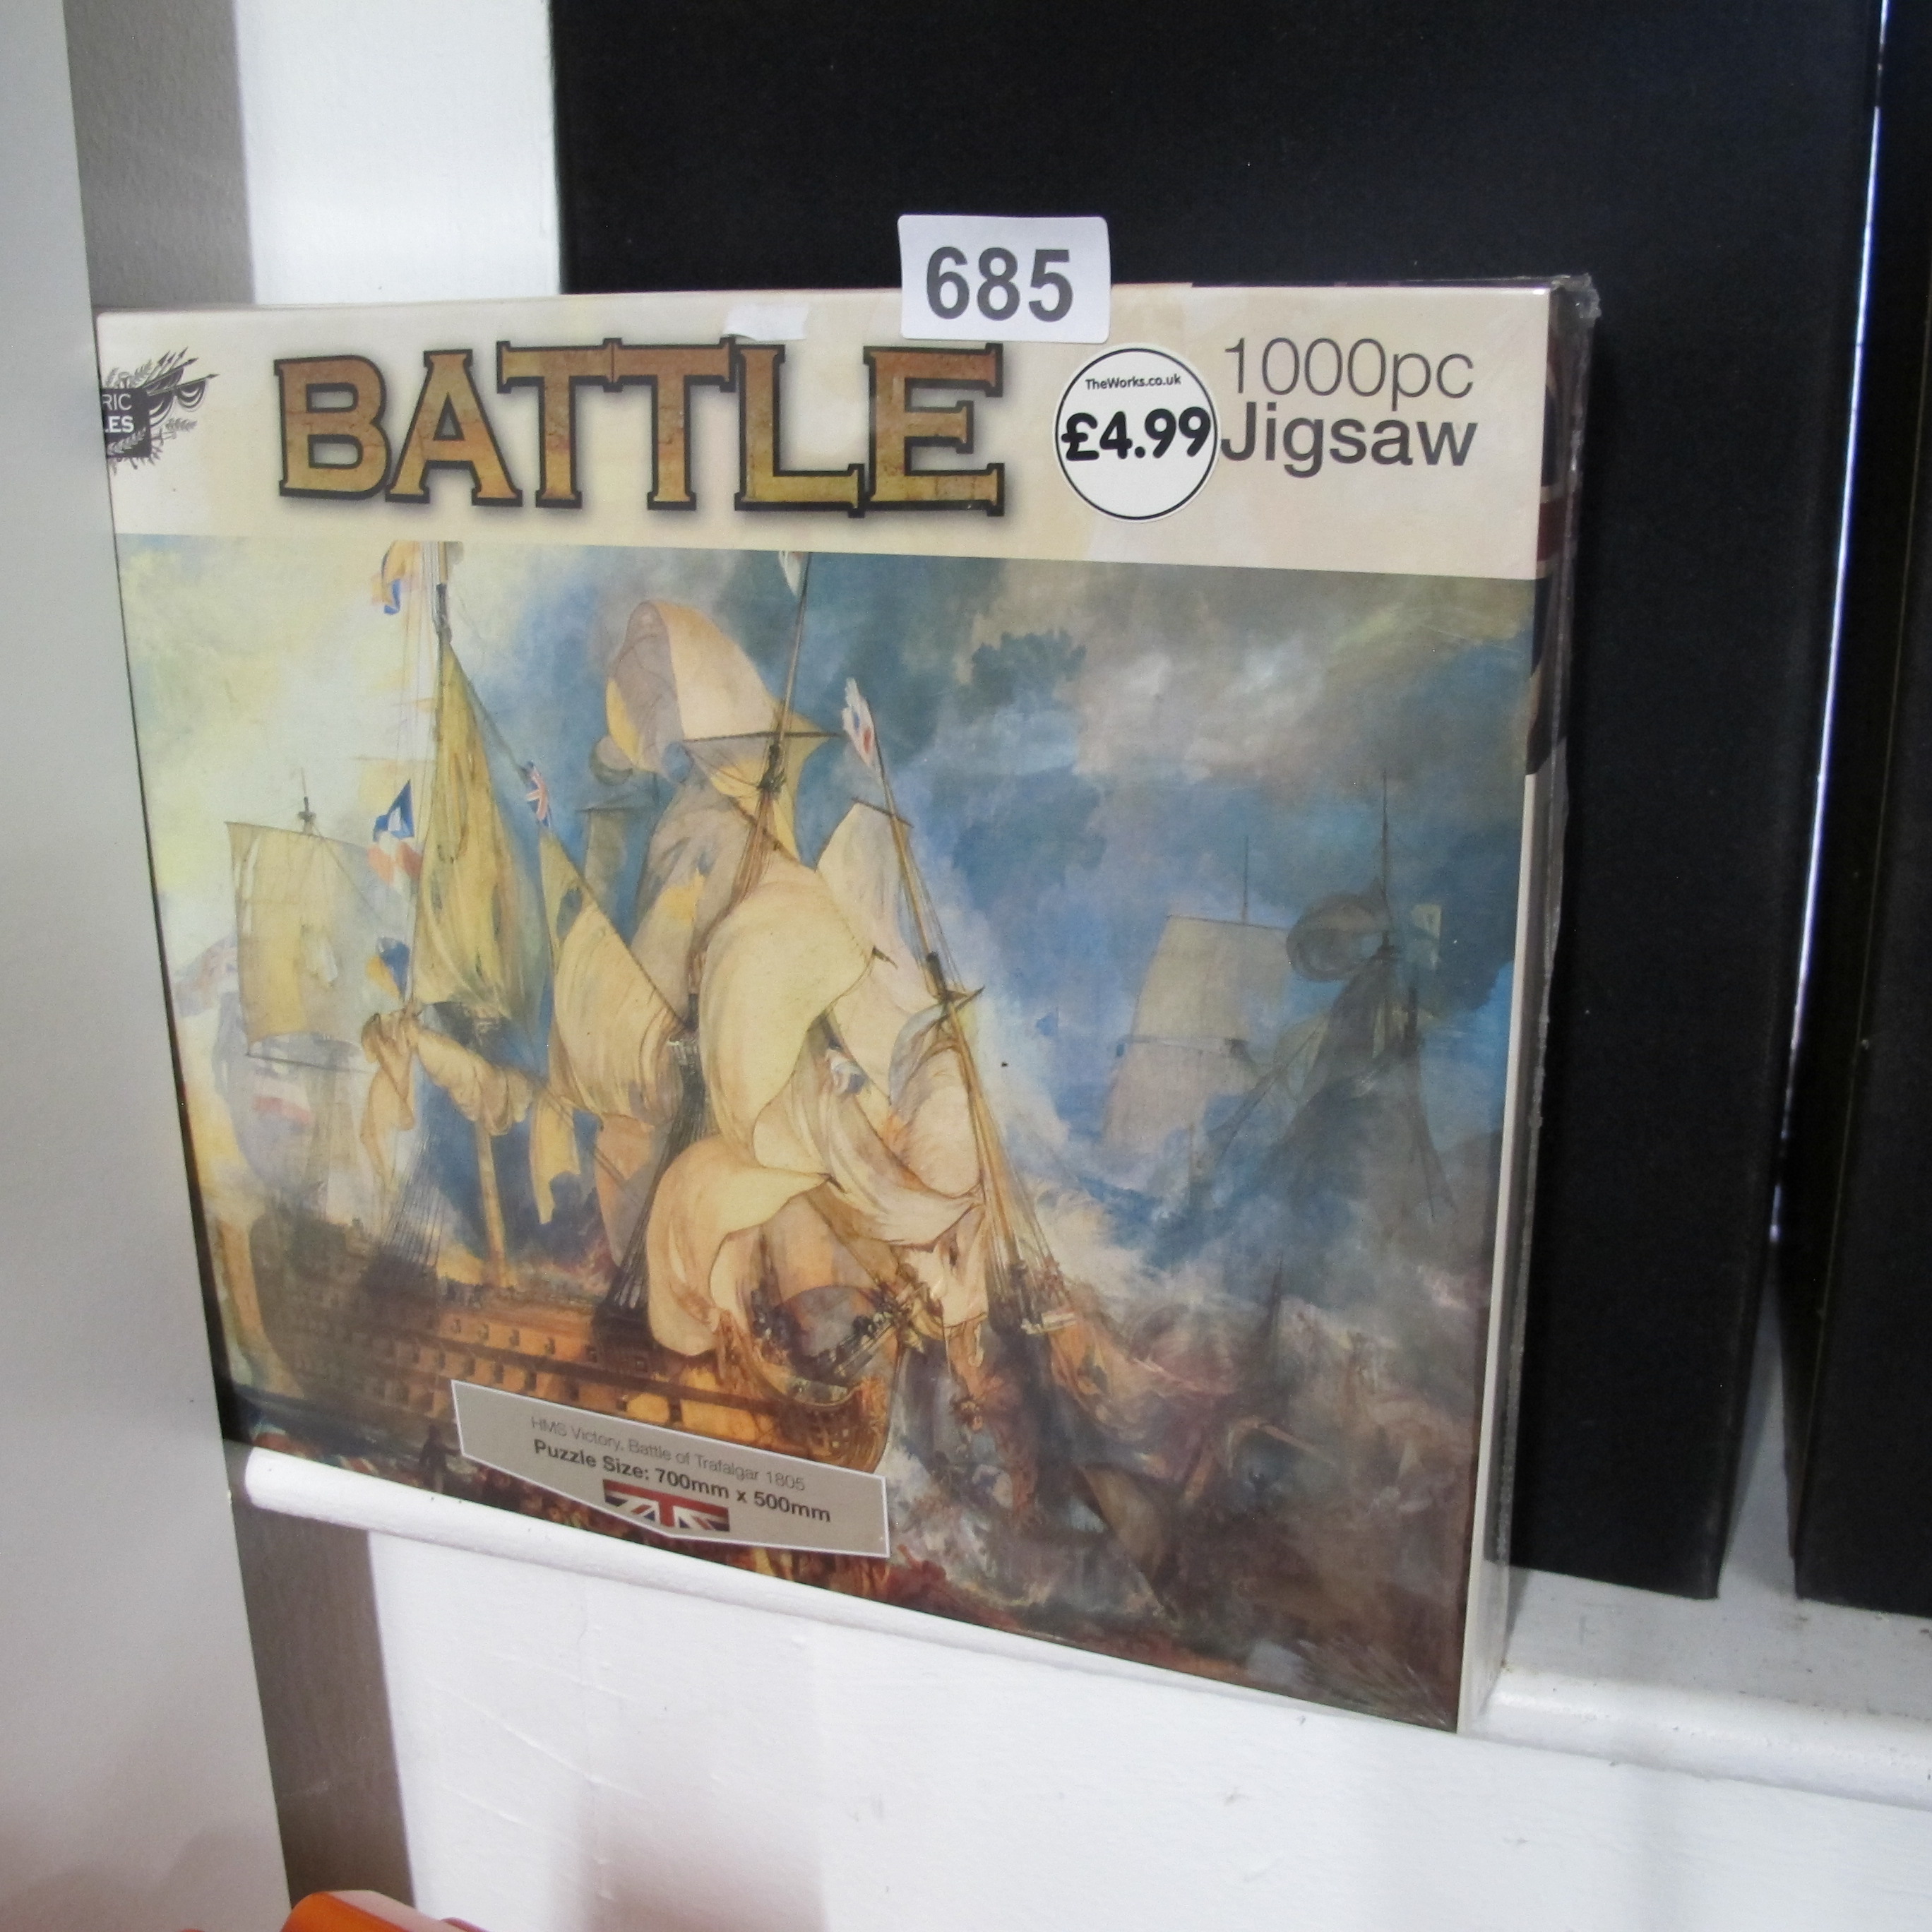 685
BATTLE
TheWorks.co.uk
£4.99
1000pc
Jigsaw
HMS Victory, Battle of Trafalgar 1805
Puzzle Size: 700mm x 500mm